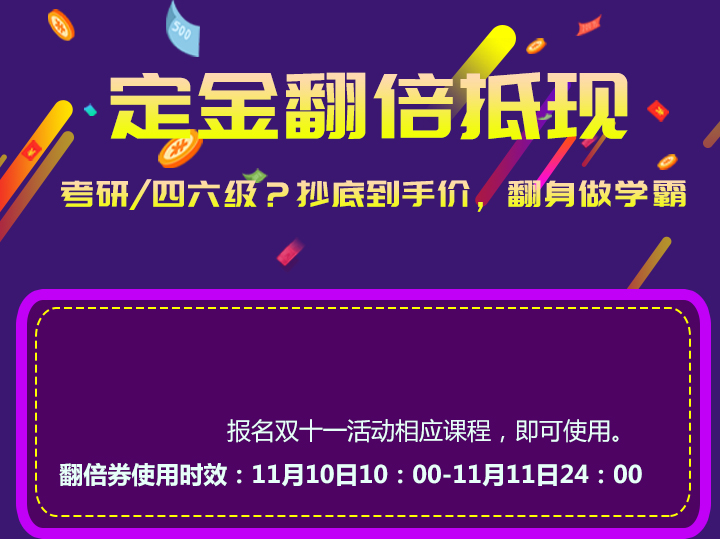 500
定金翻倍抵现
考研/四六级？抄底到手价，翻身做学霸
报名双十一活动相应课程，即可使用。
翻倍券使用时效：11月10日10：00-11月11日24：00